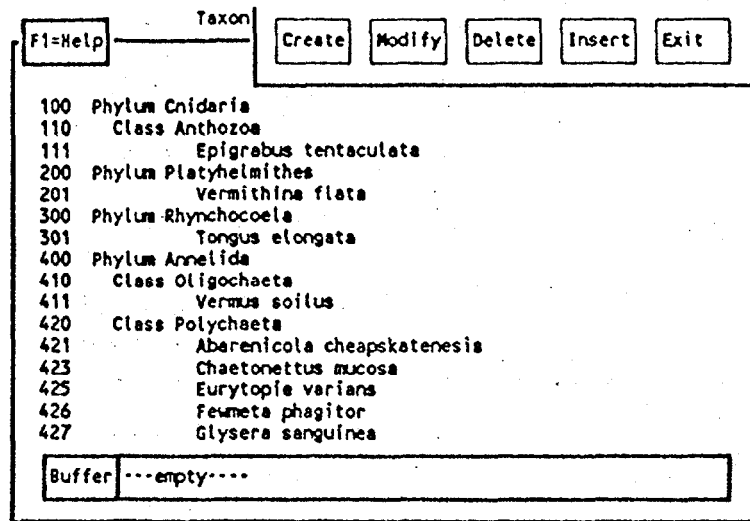 Taxon
F1=Help Create Modify Delete Insert Exit
100 Phylum Cnidaria
110 Class Anthozoa
111 Epigrabus tentaculata
200 Phylum Platyhelmithes
201 Vermithina flata
300 Phylum Rhynchocoela
301 Tongus elongata
400 Phylum Annelida
410 Class Oligochaeta
411 Vermus soilus
420 Class Polychaeta
421 Abarenicola cheapskatenesis
423 Chaetonettus mucosa
425 Eurytopie varians
426 Fewmeta phagitor
427 Glysera sanguinea
Buffer ---empty----